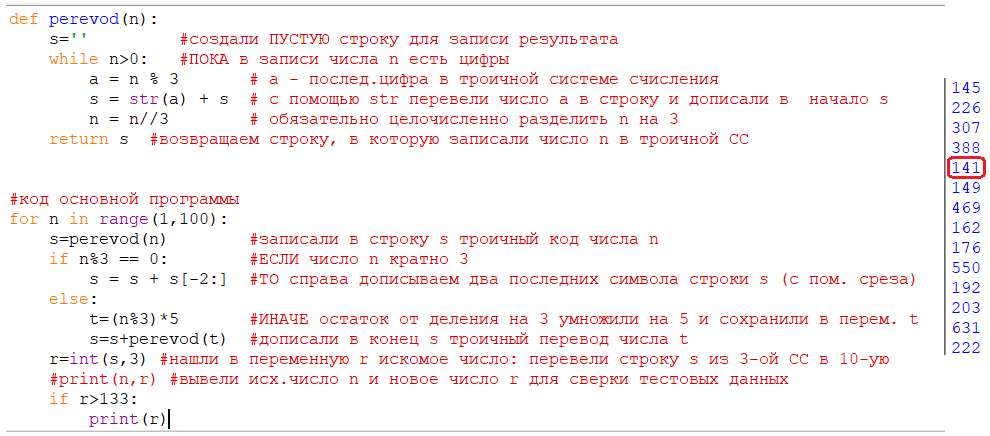 def perevod(n):
    s=''         #создали ПУСТУЮ строку для записи результата
    while n>0:   #ПОКА в записи числа n есть цифры
        a = n % 3       # a - послед.цифра в троичной системе счисления
        s = str(a) + s  # с помощью str перевели число a в строку и дописали в  начало s
        n = n//3        # обязательно целочисленно разделить n на 3
    return s  #возвращаем строку, в которую записали число n в троичной СС
#код основной программы
for n in range(1,100):
    s=perevod(n)        #записали в строку s троичный код числа n
    if n%3 == 0:        #ЕСЛИ число n кратно 3
        s = s + s[-2:]  #ТО справа дописываем два последних символа строки s (с пом. среза)
    else:
        t=(n%3)*5       #ИНАЧЕ остаток от деления на 3 умножили на 5 и сохранили в перем. t
        s=s+perevod(t)  #дописали в конец s троичный перевод числа t
    r=int(s,3) #нашли в переменную r искомое число: перевели строку s из 3-ой СС в 10-ую
    #print(n,r) #вывели исх.число n и новое число r для сверки тестовых данных
    if r>133:
        print(r)
145
226
307
388
141
149
469
162
176
550
192
203
631
222